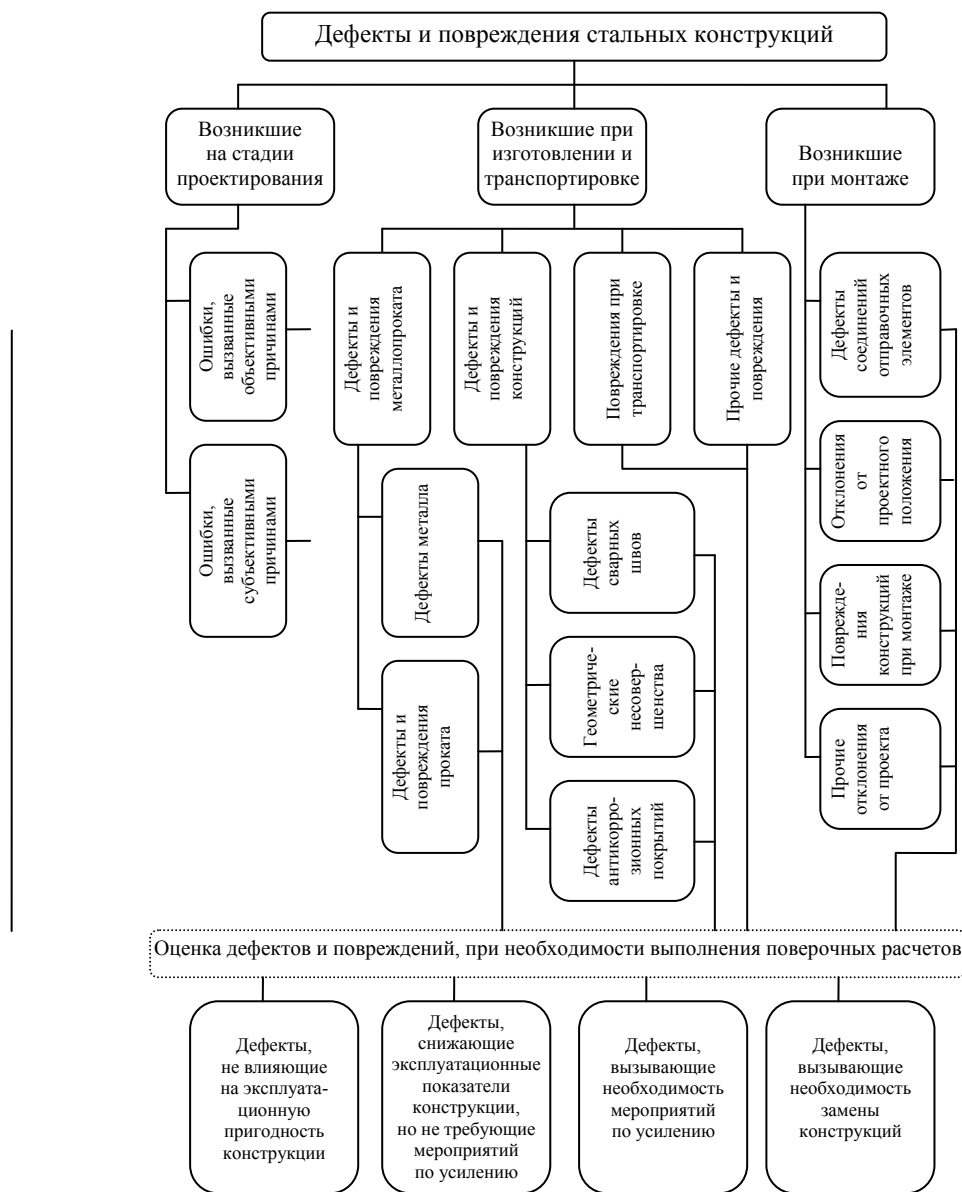 Дефекты и повреждения стальных конструкций
Возникшие
на стадии
проектирования
Возникшие при
изготовлении и
транспортировке
Возникшие
при монтаже
Ошибки,
вызванные
объективными
причинами
Ошибки,
вызванные
субъективными
причинами
Дефекты и
повреждения
металлопроката
Дефекты и
повреждения
конструкций
Повреждения при
транспортировке
Прочие дефекты и
повреждения
Дефекты
соединений
отправочных
элементов
Отклонения
от
проектного
положения
Поврежде-
ния
конструкций
при монтаже
Прочие
отклонения
от проекта
Дефекты металла
Дефекты и
повреждения
проката
Дефекты
сварных
швов
Геометриче-
ские
несовер-
шенства
Дефекты
антикорро-
зионных
покрытий
Оценка дефектов и повреждений, при необходимости выполнения поверочных расчетов
Дефекты,
не влияющие
на эксплуата-
ционную
пригодность
конструкции
Дефекты,
снижающие
эксплуатационные
показатели
конструкции,
но не требующие
мероприятий
по усилению
Дефекты,
вызывающие
необходимость
мероприятий
по усилению
Дефекты,
вызывающие
необходимость
замены
конструкций